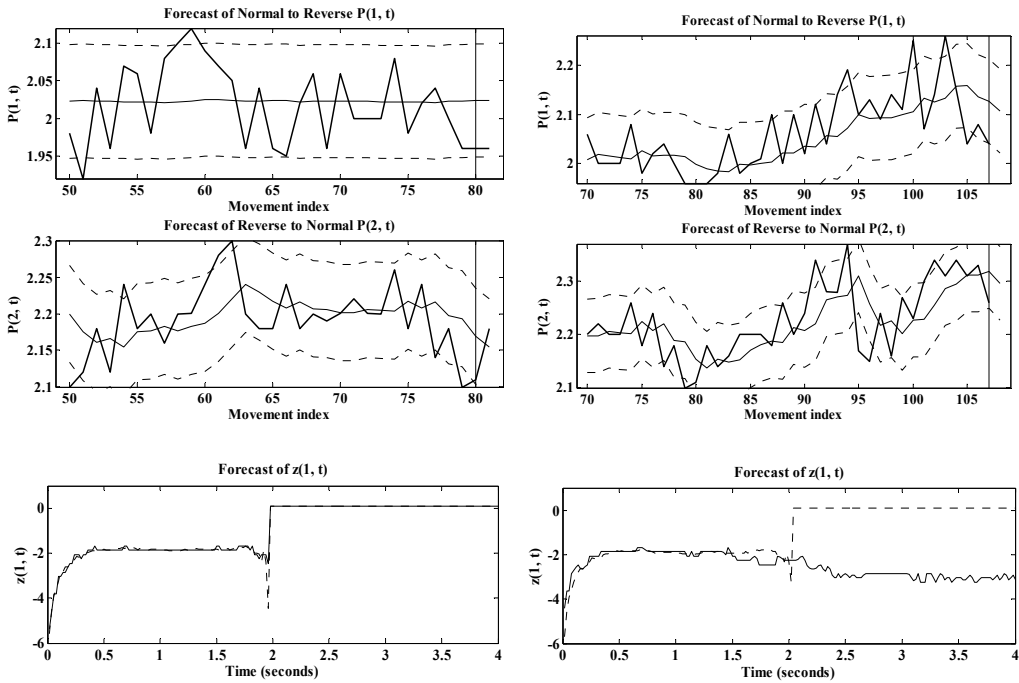 Forecast of Normal to Reverse P(1, t)
P(1, t)
2.1
2.05
2
1.95
50 55 60 65 70 75 80
Movement index
Forecast of Reverse to Normal P(2, t)
P(2, t)
2.3
2.25
2.2
2.15
2.1
50 55 60 65 70 75 80
Movement index
Forecast of z(1, t)
z(1, t)
0
-2
-4
-6
0 0.5 1 1.5 2 2.5 3 3.5 4
Time (seconds)
Forecast of Normal to Reverse P(1, t)
P(1, t)
2.2
2.1
2
70 75 80 85 90 95 100 105
Movement index
Forecast of Reverse to Normal P(2, t)
P(2, t)
2.3
2.2
2.1
70 75 80 85 90 95 100 105
Movement index
Forecast of z(1, t)
z(1, t)
0
-2
-4
-6
0 0.5 1 1.5 2 2.5 3 3.5 4
Time (seconds)